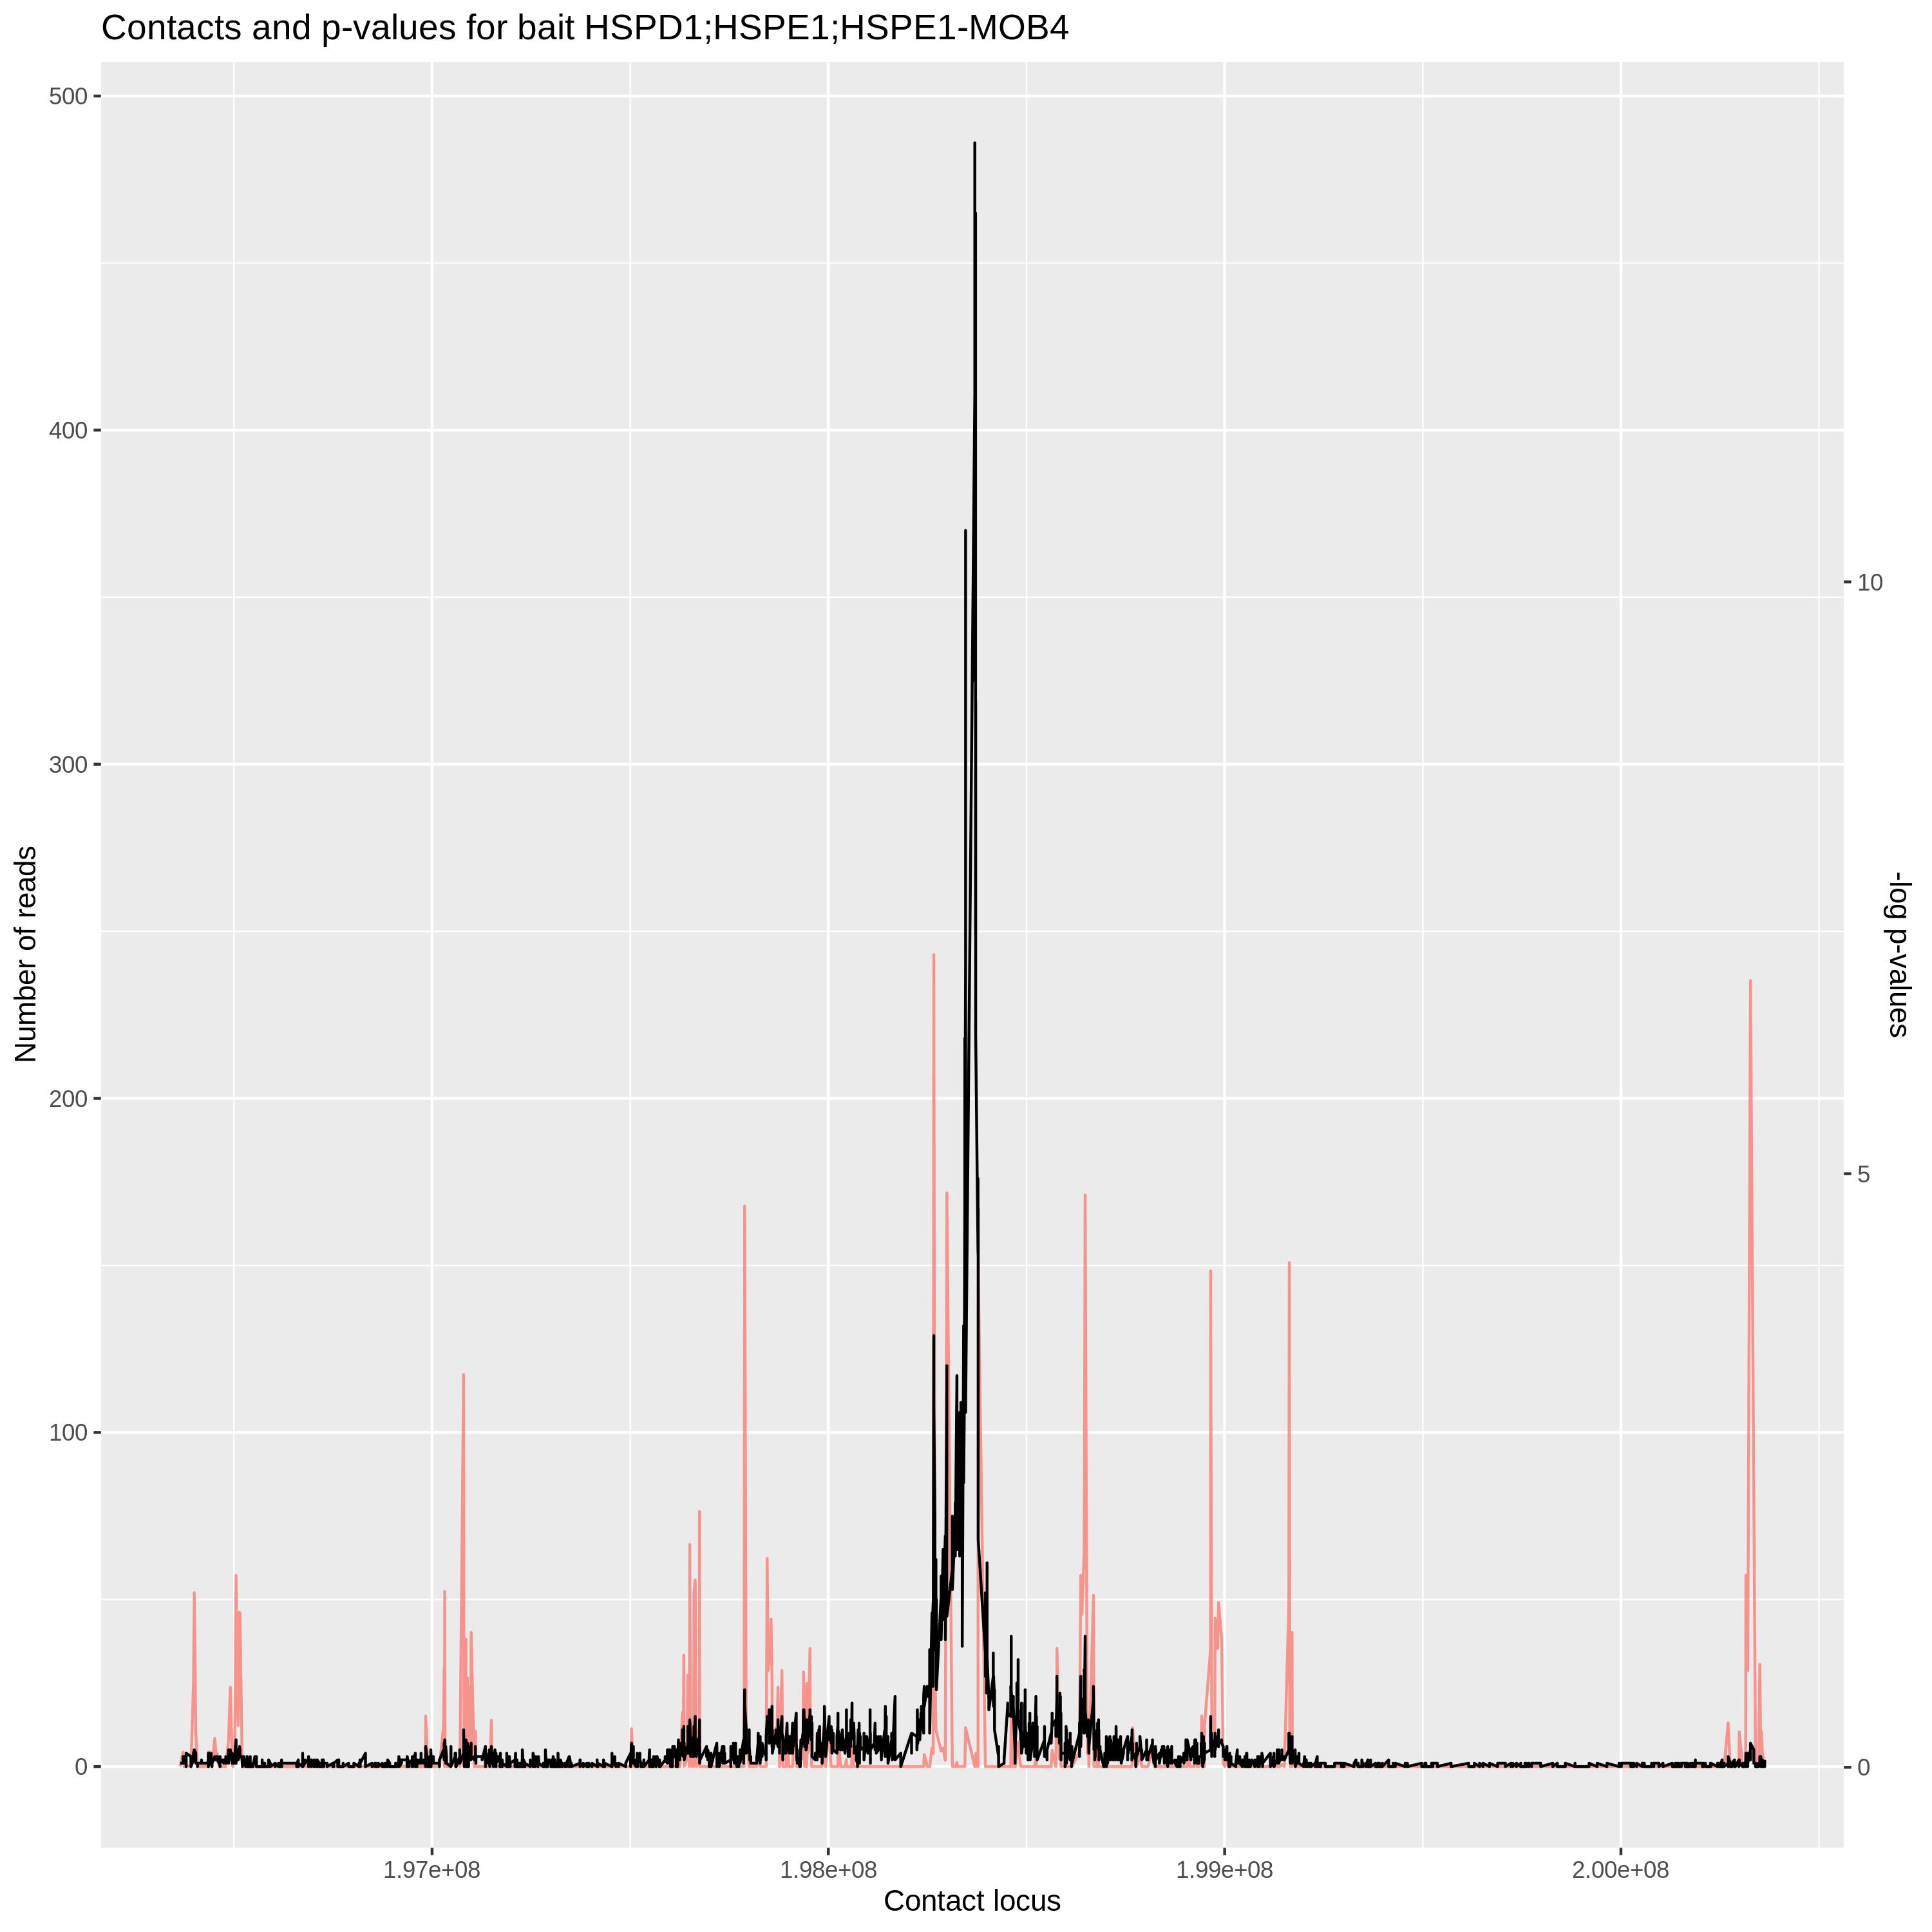 Contacts and p-values for bait HSPD1;HSPE1;HSPE1-MOB4
500
400
300
200
100
0
Number of reads
10
5
0
-log p-values
1.97e+08
1.98e+08
1.99e+08
2.00e+08
Contact locus